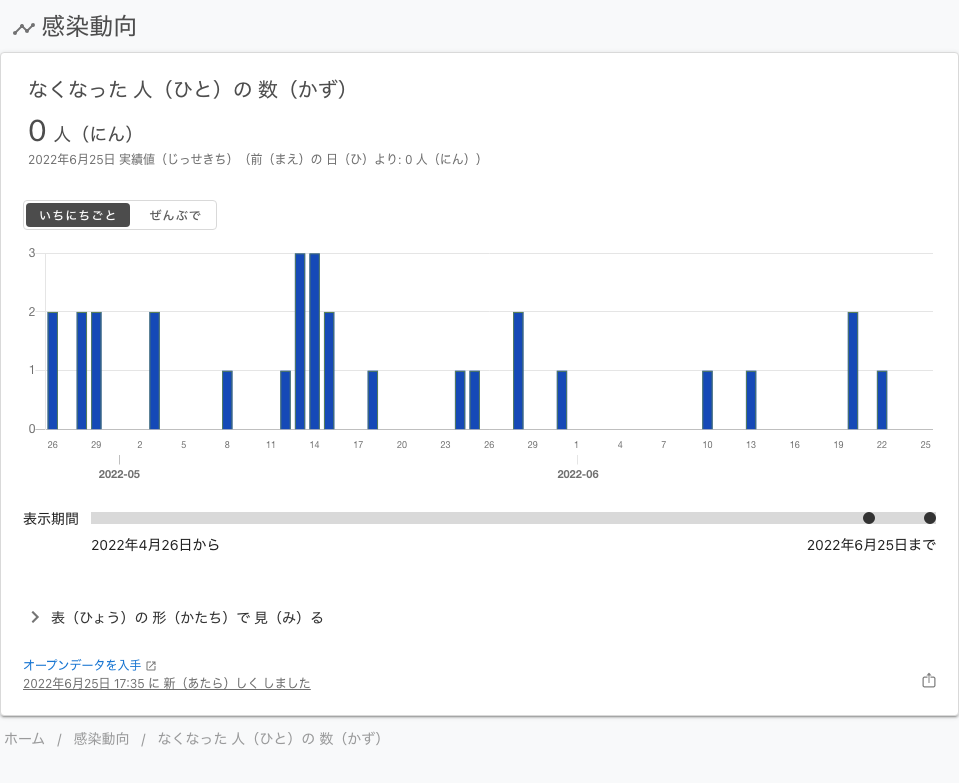 感染動向
なくなった 人（ひと）の 数（かず）
0 人（にん）
2022年6月25日 実績値（じっせきち）（前（まえ）の 日（ひ）より: 0 人（にん））
いちにちごと ぜんぶで
3
2
1
0
26 29 2 5 8 11 14 17 20 23 26 29 1 4 7 10 13 16 19 22 25
2022-05 2022-06
表示期間
2022年4月26日から 2022年6月25日まで
表（ひょう）の 形（かたち）で 見（み）る
オープンデータを入手
2022年6月25日 17:35 に 新（あたら）しく しました
ホーム / 感染動向 / なくなった 人（ひと）の 数（かず）